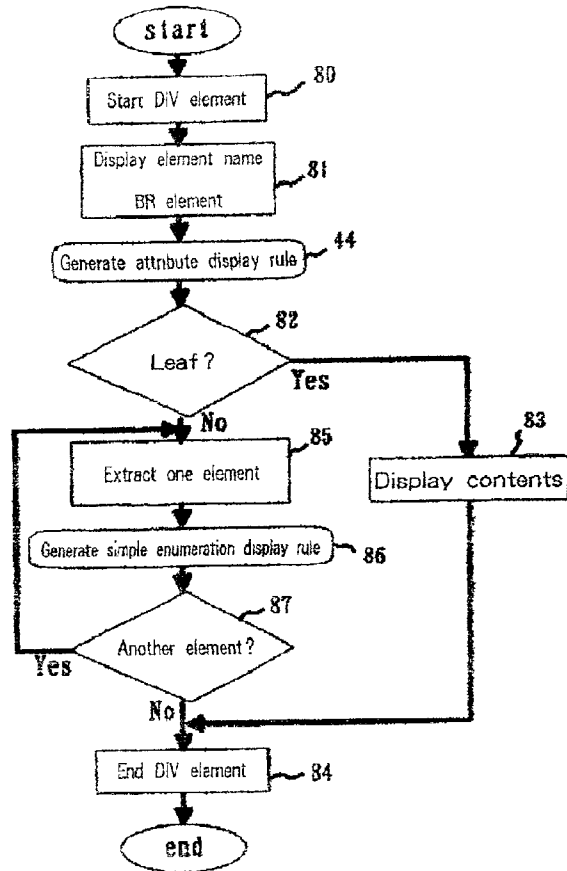 start
80
Start DIV element
Display element name
81
BR element
Generate attribute display rule
44
82
Leaf?
Yes
No
83
85
Extract one element
Display contents
Generate simple enumeration display rule
86
87
Another element?
Yes
No
End DIV element
84
end